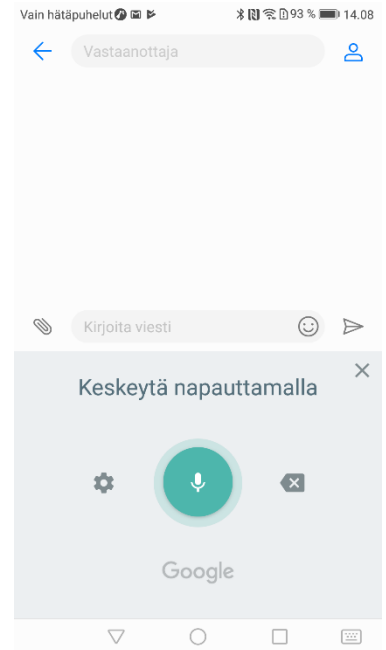 Vain hätäpuhelut 93 % 14.08
Vastaanottaja
Kirjoita viesti
Keskeytä napauttamalla
Google